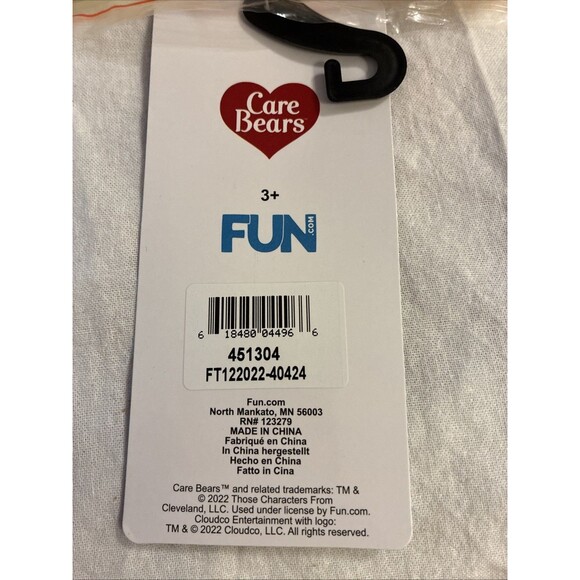 Care
Bears
3+
FUN.COM
6 18480 04496 6
451304
FT122022-40424
Fun.com
North Mankato, MN 56003
RN# 123279
MADE IN CHINA
Fabriqué en China
In China hergestellt
Hecho en China
Fatto in Cina
Care Bears™ and related trademarks: TM &
© 2022 Those Characters From
Cleveland, LLC. Used under license by Fun.com.
Cloudco Entertainment with logo:
TM & © 2022 Cloudco, LLC. All rights reserved.